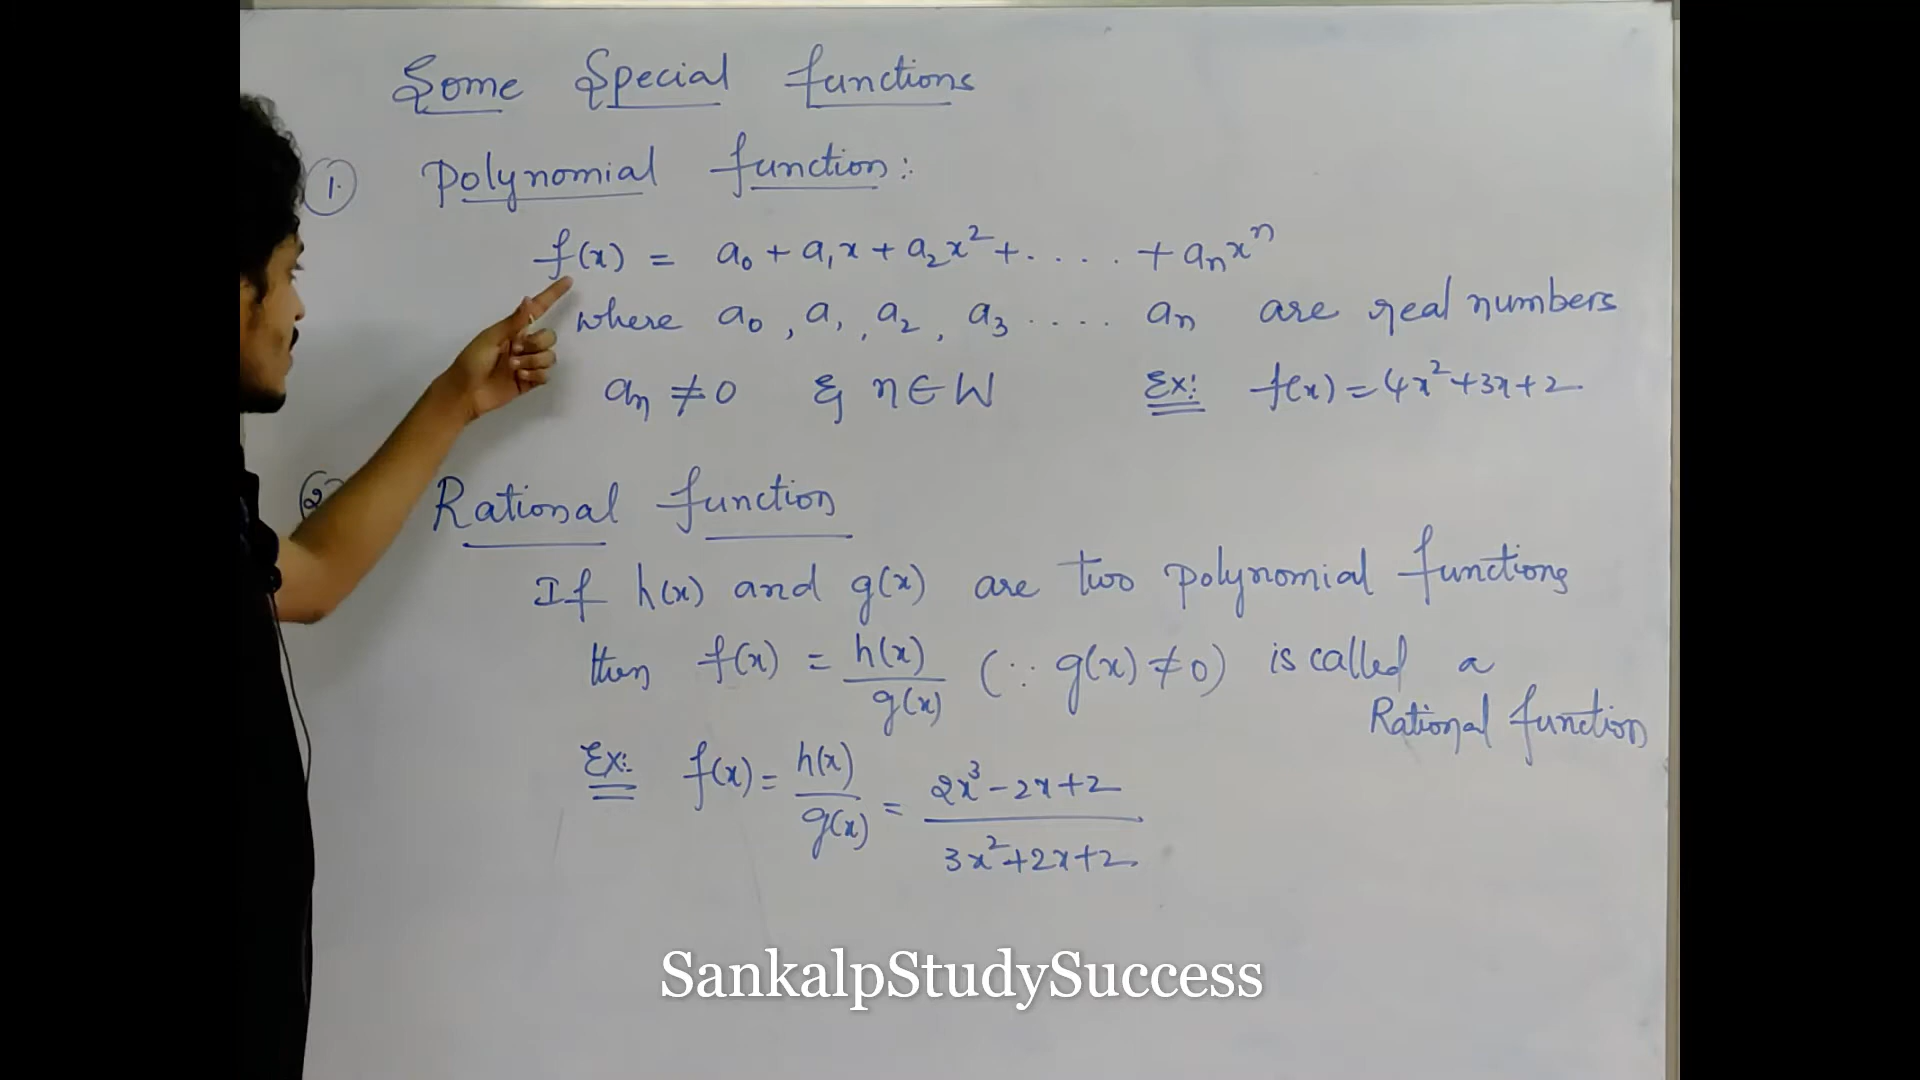 Some Special functions
1. Polynomial function:
f(x) = a₀ + a₁x + a₂x² + . . . . . + aₙxⁿ
where a₀, a₁, a₂, a₃ . . . . aₙ are real numbers
aₙ ≠ 0 & n ∈ W Ex: f(x) = 4x² + 3x + 2
2 Rational function
If h(x) and g(x) are two polynomial functions
then f(x) = h(x)/g(x) (∵ g(x) ≠ 0) is called a
Rational function
Ex: f(x) = h(x)/g(x) = (2x³ - 2x + 2)/(3x² + 2x + 2)
SankalpStudySuccess